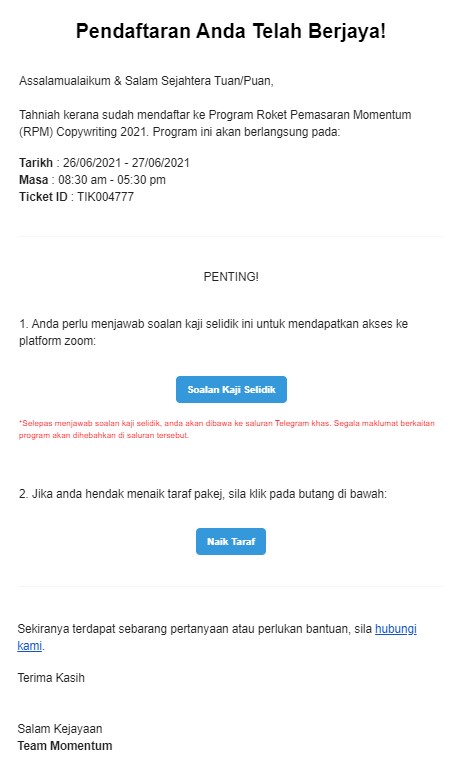 Pendaftaran Anda Telah Berjaya!
Assalamualaikum & Salam Sejahtera Tuan/Puan,
Tahniah kerana sudah mendaftar ke Program Roket Pemasaran Momentum
(RPM) Copywriting 2021. Program ini akan berlangsung pada:
Tarikh : 26/06/2021 - 27/06/2021
Masa : 08:30 am - 05:30 pm
Ticket ID : TIK004777
PENTING!
1. Anda perlu menjawab soalan kaji selidik ini untuk mendapatkan akses ke
platform zoom:
Soalan Kaji Selidik
*Selepas menjawab soalan kaji selidik, anda akan dibawa ke saluran Telegram khas. Segala maklumat berkaitan
program akan dihebahkan di saluran tersebut.
2. Jika anda hendak menaik taraf pakej, sila klik pada butang di bawah:
Naik Taraf
Sekiranya terdapat sebarang pertanyaan atau perlukan bantuan, sila hubungi
kami.
Terima Kasih
Salam Kejayaan
Team Momentum